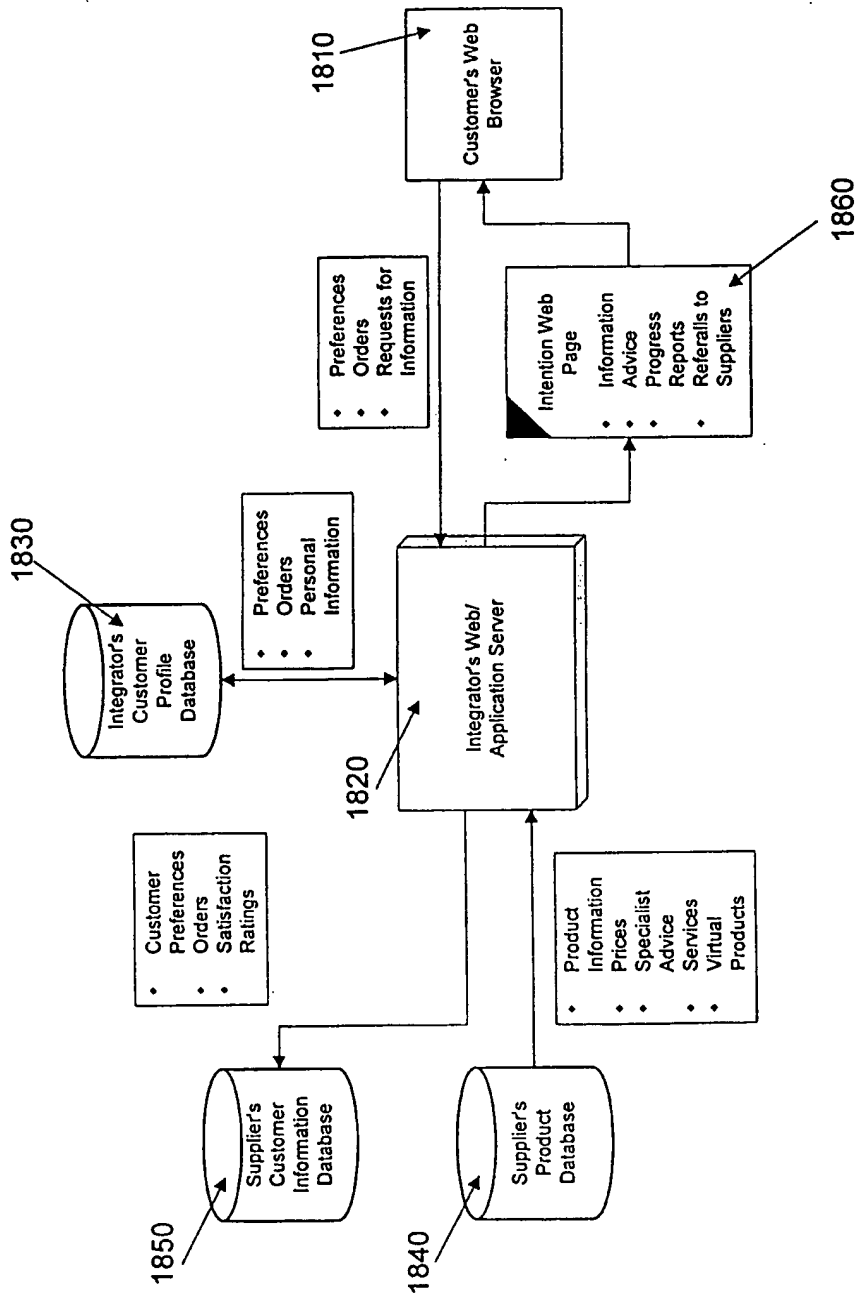 1830
Integrator's
Customer
Profile
Database
• Preferences
• Orders
• Personal
Information
• Customer
Preferences
• Orders
• Satisfaction
Ratings
1850
Supplier's
Customer
Information
Database
1840
Supplier's
Product
Database
• Product
Information
• Prices
• Specialist
Advice
• Services
• Virtual
Products
1820
Integrator's Web/
Application Server
• Preferences
• Orders
• Requests for
Information
1810
Customer's Web
Browser
Intention Web
Page
• Information
• Advice
• Progress
Reports
• Referalls to
Suppliers
1860